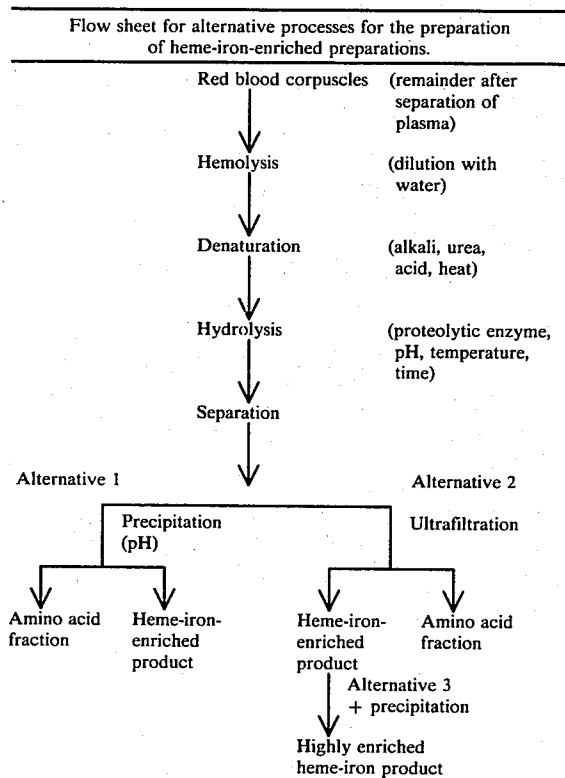 Flow sheet for alternative processes for the preparation
of heme-iron-enriched preparations.
Red blood corpuscles (remainder after
separation of
plasma)
Hemolysis (dilution with
water)
Denaturation (alkali, urea,
acid, heat)
Hydrolysis (proteolytic enzyme,
pH, temperature,
time)
Separation
Alternative 1 Alternative 2
Precipitation Ultrafiltration
(pH)
Amino acid Heme-iron- Heme-iron- Amino acid
fraction enriched enriched fraction
product product
Alternative 3
+ precipitation
Highly enriched
heme-iron product